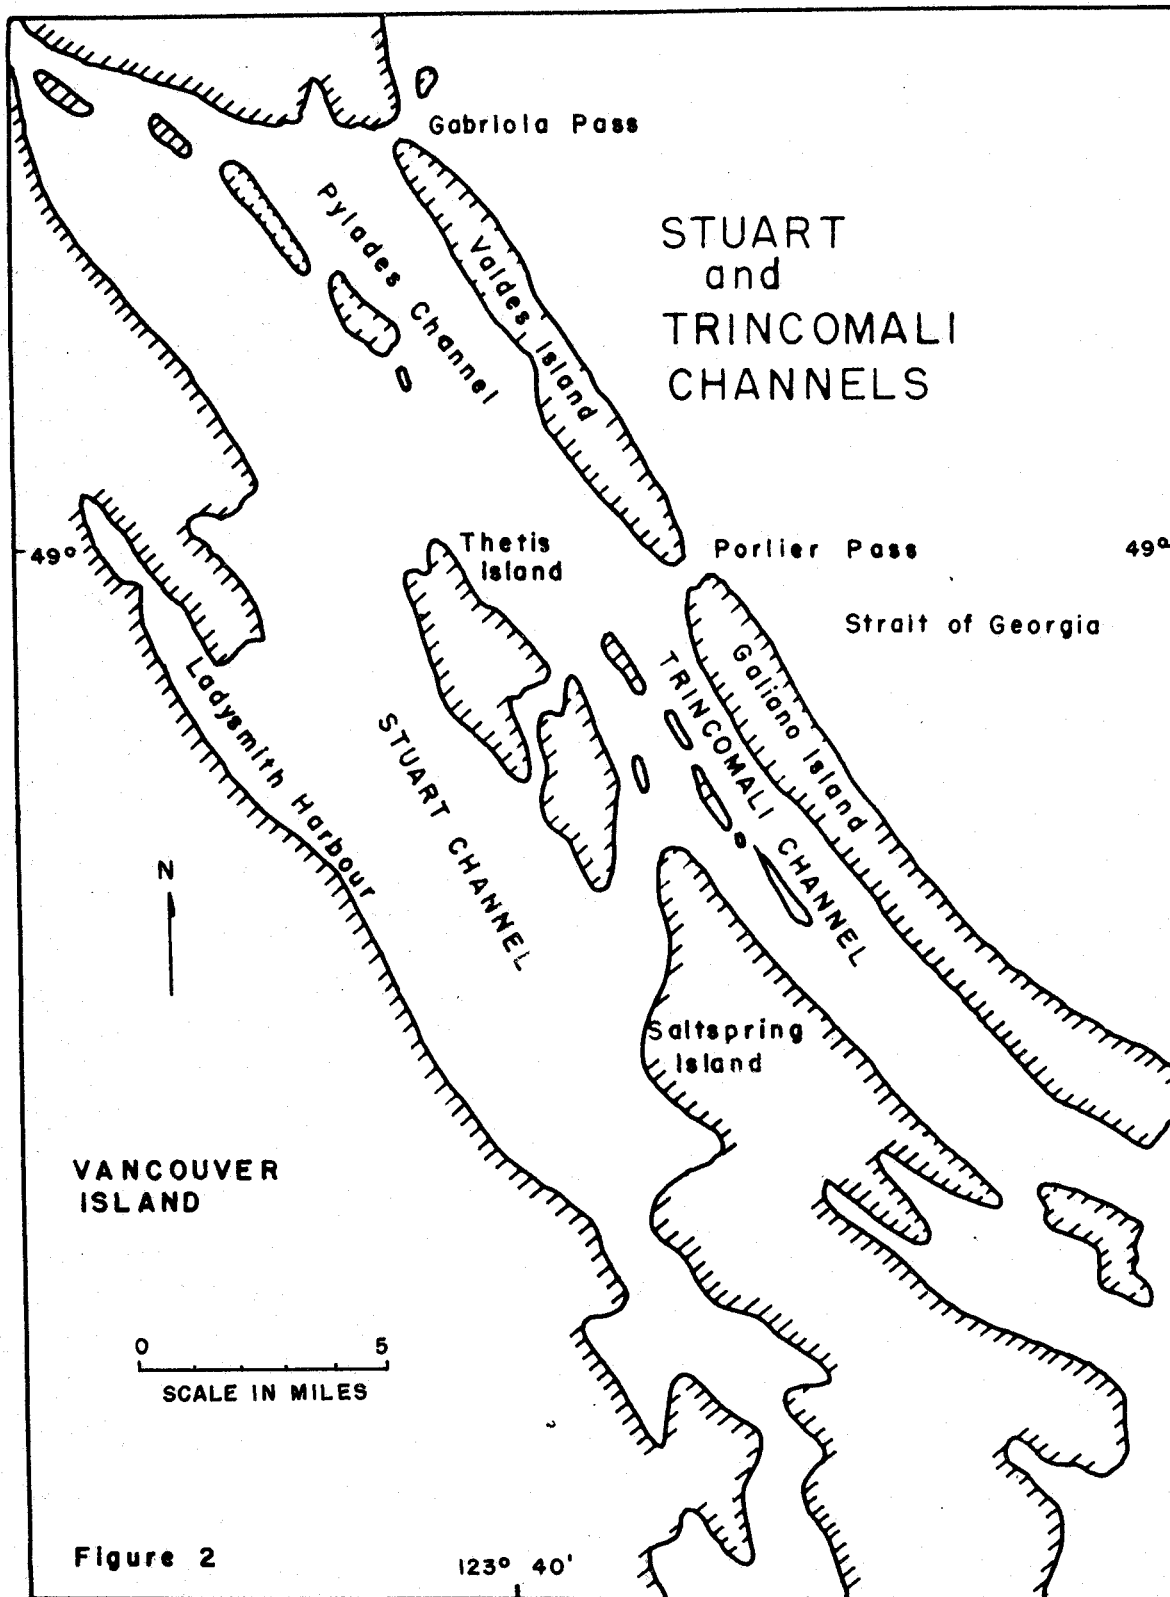 Gabriola Pass
Pylades Channel
Valdes Island
STUART
and
TRINCOMALI
CHANNELS
49°
Thetis
Island
Porlier Pass
49°
Strait of Georgia
Ladysmith Harbour
STUART CHANNEL
TRINCOMALI CHANNEL
Galiano Island
N
Saltspring
Island
VANCOUVER
ISLAND
0 5
SCALE IN MILES
Figure 2
123° 40'